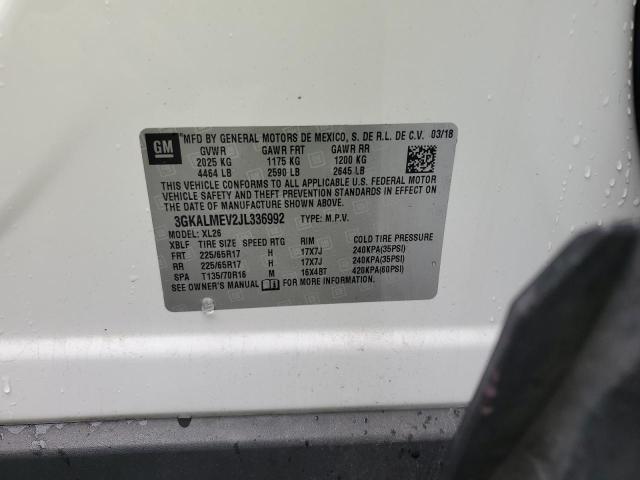 GM
MFD BY GENERAL MOTORS DE MEXICO, S. DE R.L. DE C.V. 03/18
GVWR GAWR FRT GAWR RR
2025 KG 1175 KG 1200 KG
4464 LB 2590 LB 2645 LB
THIS VEHICLE CONFORMS TO ALL APPLICABLE U.S. FEDERAL MOTOR
VEHICLE SAFETY AND THEFT PREVENTION STANDARDS IN EFFECT ON
THE DATE OF MANUFACTURE SHOWN ABOVE.
3GKALMEV2JL336992 TYPE: M.P.V.
MODEL: XL26
XBLF TIRE SIZE SPEED RTG RIM COLD TIRE PRESSURE
FRT 225/65R17 H 17X7J 240KPA(35PSI)
RR 225/65R17 H 17X7J 240KPA(35PSI)
SPA T135/70R16 M 16X4BT 420KPA(60PSI)
SEE OWNER'S MANUAL FOR MORE INFORMATION.